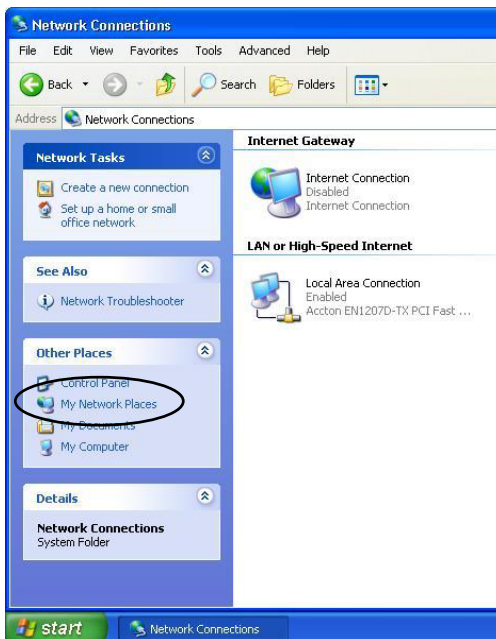 Network Connections
File Edit View Favorites Tools Advanced Help
Back Search Folders
Address Network Connections
Network Tasks
Create a new connection
Set up a home or small
office network
See Also
Network Troubleshooter
Other Places
Control Panel
My Network Places
My Documents
My Computer
Details
Network Connections
System Folder
Internet Gateway
Internet Connection
Disabled
Internet Connection
LAN or High-Speed Internet
Local Area Connection
Enabled
Accton EN1207D-TX PCI Fast ...
start Network Connections